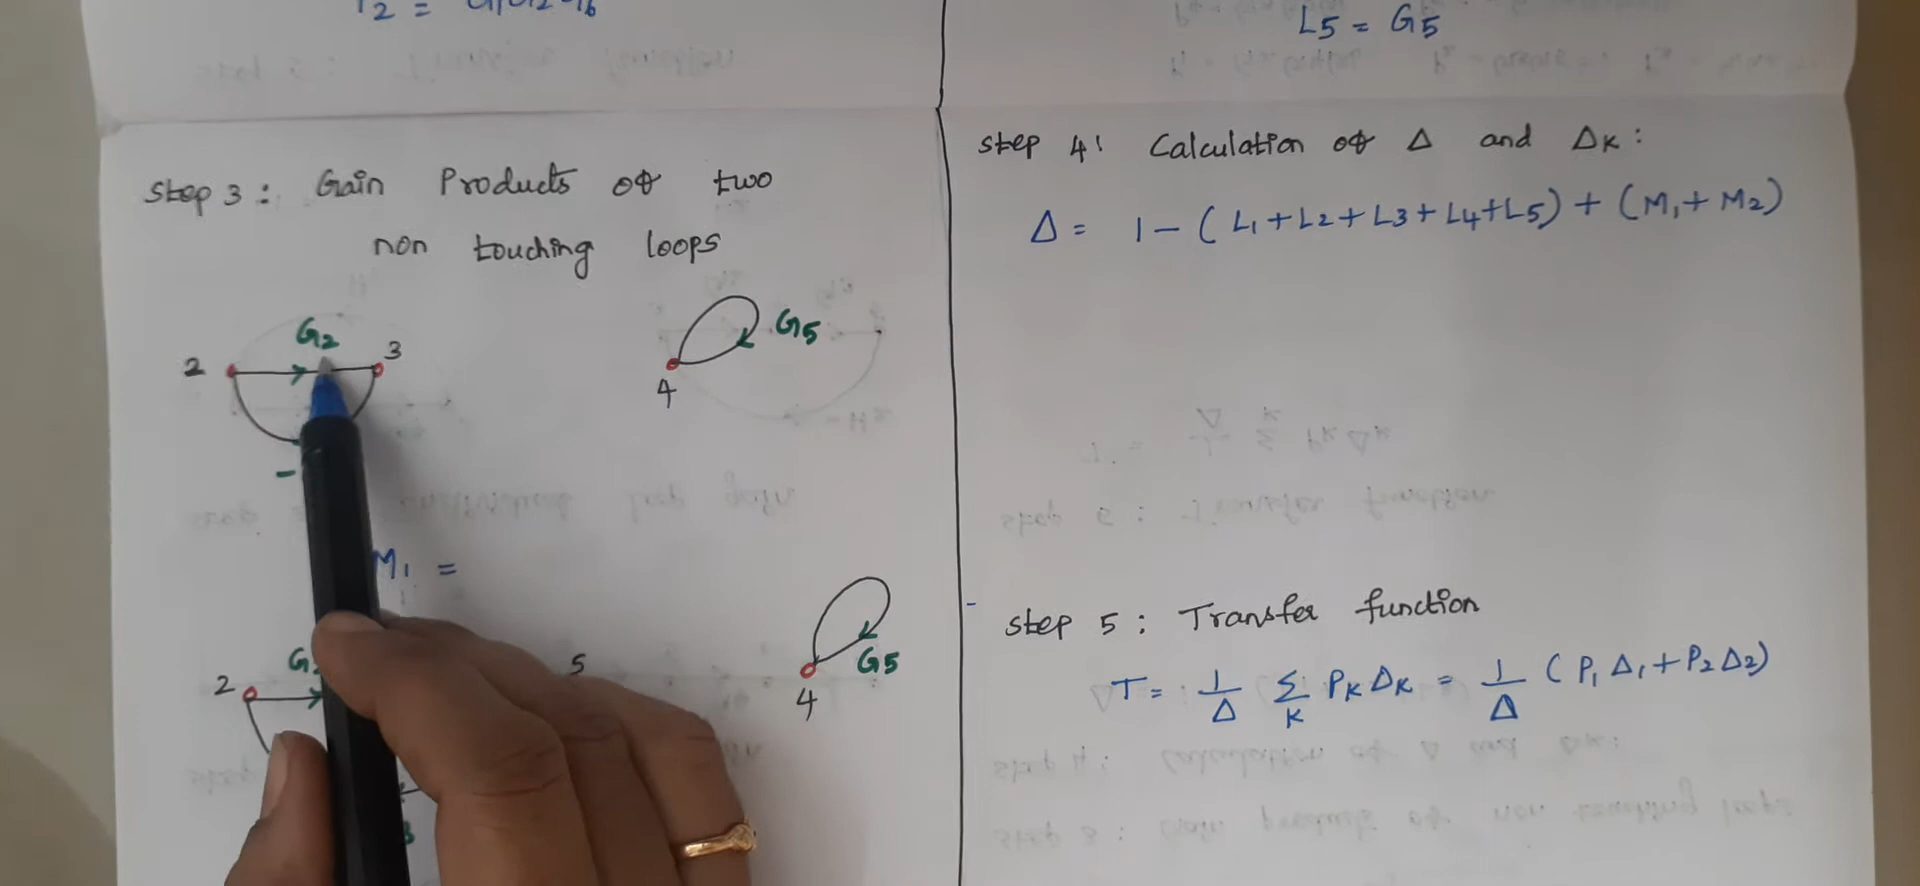 L5 = G5
Step 3: Gain Products of two
non touching loops
G2
2
3
G5
4
M1 =
2
5
G5
4
Step 4: Calculation of Δ and ΔK:
Δ = 1 - (L1+L2+L3+L4+L5) + (M1+M2)
Step 5: Transfer function
T = 1/Δ Σ K PK ΔK = 1/Δ (P1 Δ1 + P2 Δ2)